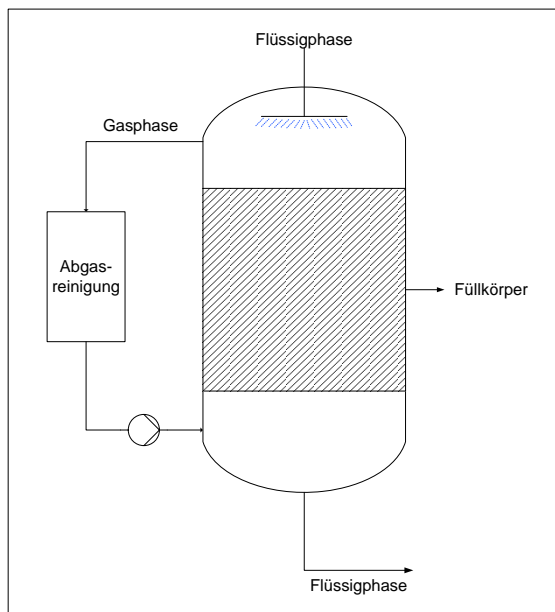 Flüssigphase
Gasphase
Abgas-
reinigung
Füllkörper
Flüssigphase